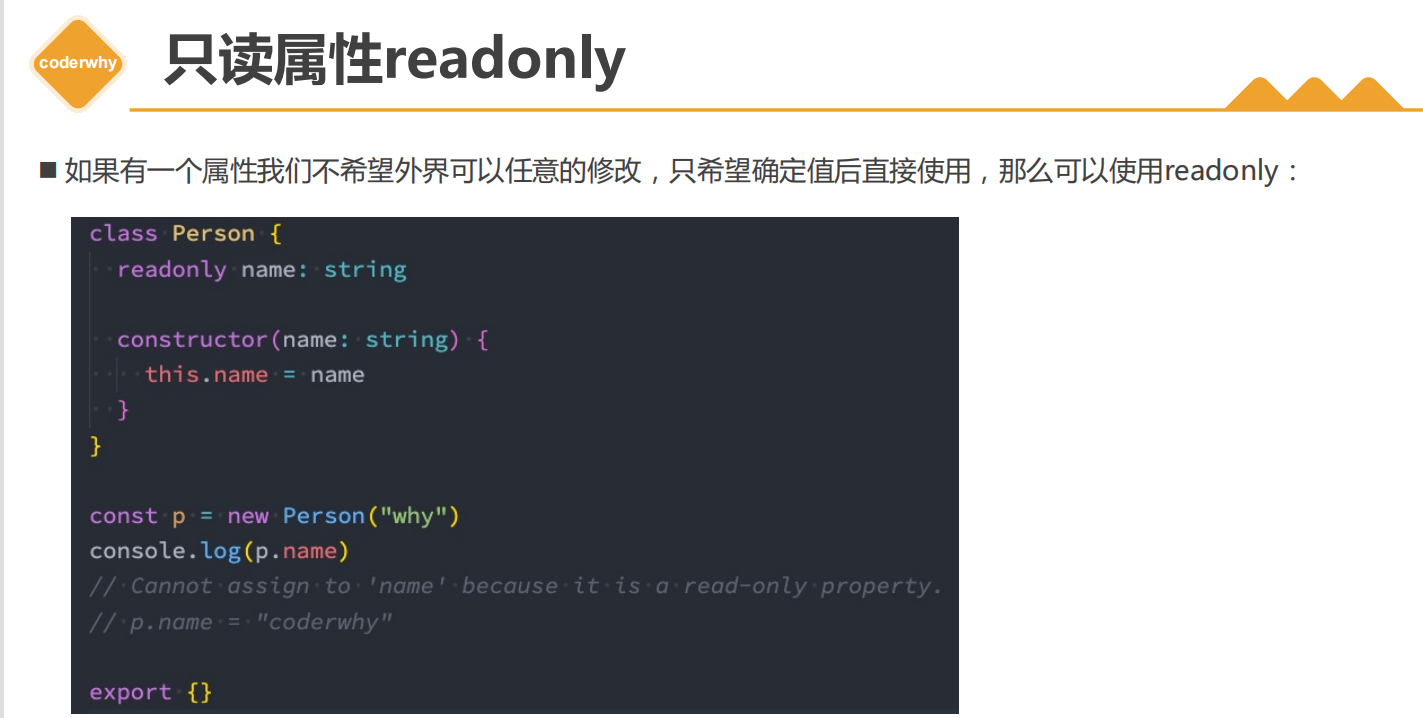 coderwhy
只读属性readonly
如果有一个属性我们不希望外界可以任意的修改，只希望确定值后直接使用，那么可以使用readonly：
class Person {
  readonly name: string

  constructor(name: string) {
    this.name = name
  }
}

const p = new Person("why")
console.log(p.name)
// Cannot assign to 'name' because it is a read-only property.
// p.name = "coderwhy"

export {}